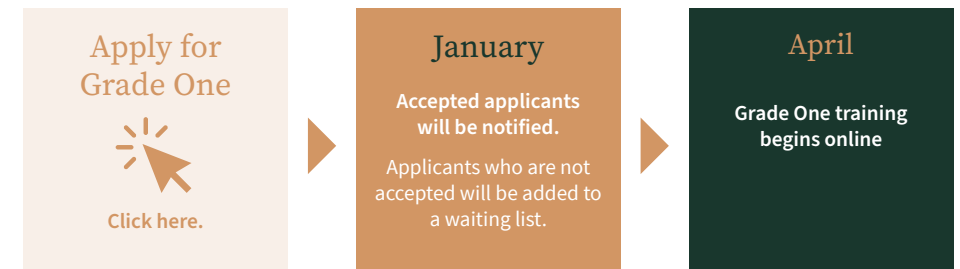 Apply for
Grade One
Click here.
January
Accepted applicants
will be notified.
Applicants who are not
accepted will be added to
a waiting list.
April
Grade One training
begins online